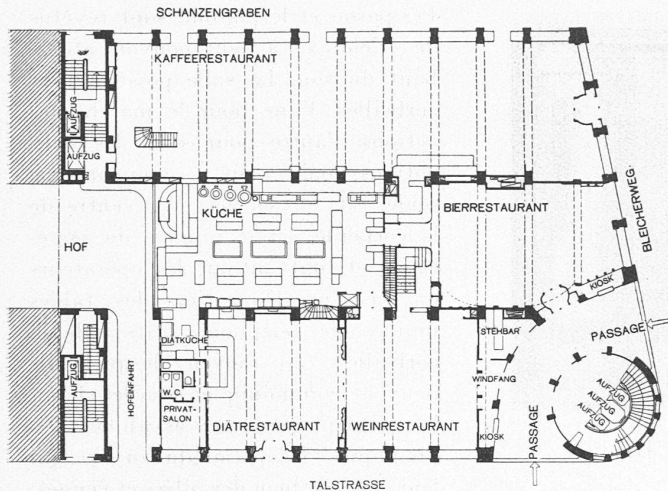 SCHANZENGRABEN
KAFFEERESTAURANT
AUFZUG
AUFZUG
KÜCHE
BIERRESTAURANT
BLEICHERWEG
HOF
KIOSK
STEHBAR
PASSAGE
DIÄTKÜCHE
HOFEINFAHRT
AUFZUG
W.C.
WINDFANG
AUFZUG
AUFZUG
AUFZUG
PRIVAT-
SALON
DIÄTRESTAURANT
WEINRESTAURANT
KIOSK
PASSAGE
TALSTRASSE